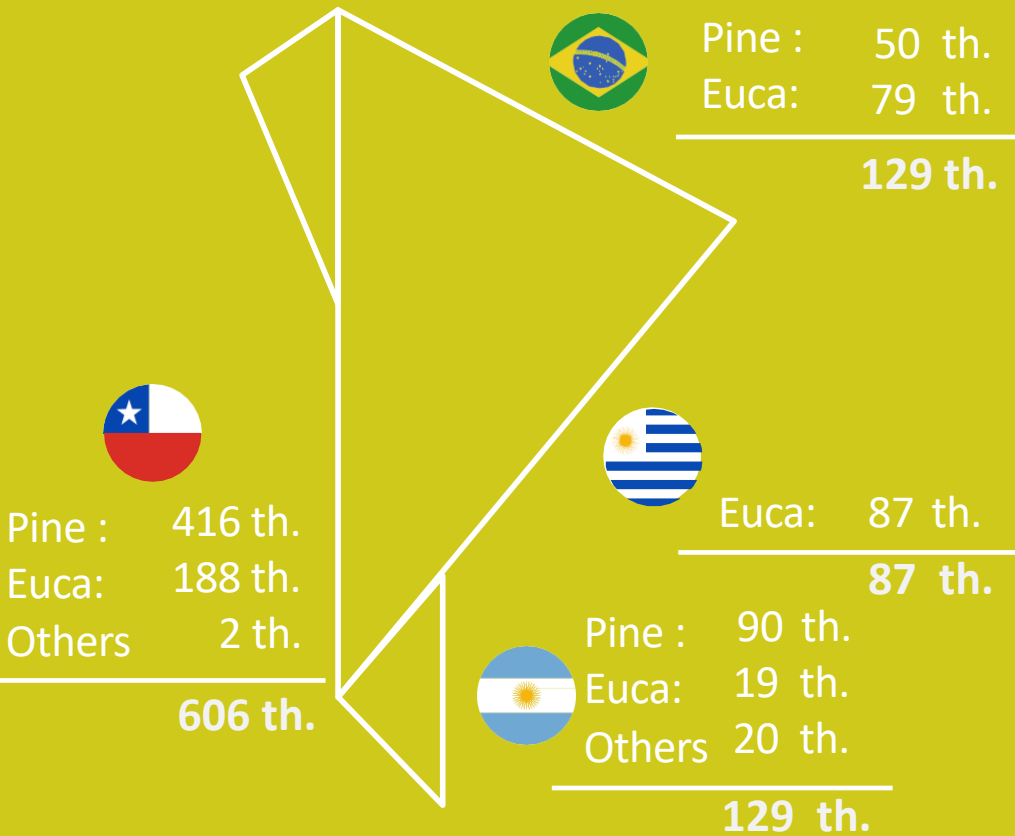 Pine : 50 th.
Euca: 79 th.
129 th.
Pine : 416 th.
Euca: 188 th.
Others 2 th.
606 th.
Euca: 87 th.
87 th.
Pine : 90 th.
Euca: 19 th.
Others 20 th.
129 th.